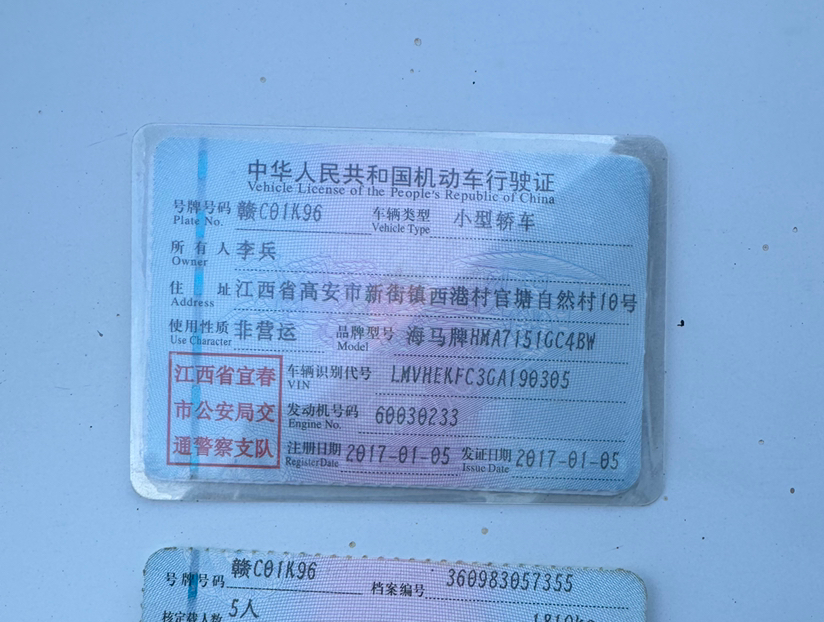 中华人民共和国机动车行驶证
Vehicle License of the People's Republic of China
号牌号码 赣C01K96 车辆类型 小型轿车
Plate No. Vehicle Type
所有人 李兵
Owner
住址 江西省高安市新街镇西港村官塘自然村10号
Address
使用性质 非营运 品牌型号 海马牌HMA7151GC4BW
Use Character Model
江西省宜春
市公安局交
通警察支队
车辆识别代号 LMVHEKFC3GA190305
VIN
发动机号码 60030233
Engine No.
注册日期 2017-01-05 发证日期 2017-01-05
Register Date Issue Date
号牌号码 赣C01K96 档案编号 360983057355
核定载人数 5人